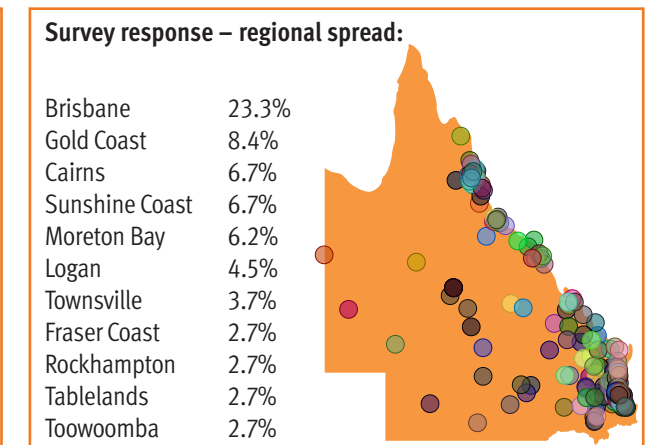 Survey response – regional spread:
Brisbane 23.3%
Gold Coast 8.4%
Cairns 6.7%
Sunshine Coast 6.7%
Moreton Bay 6.2%
Logan 4.5%
Townsville 3.7%
Fraser Coast 2.7%
Rockhampton 2.7%
Tablelands 2.7%
Toowoomba 2.7%